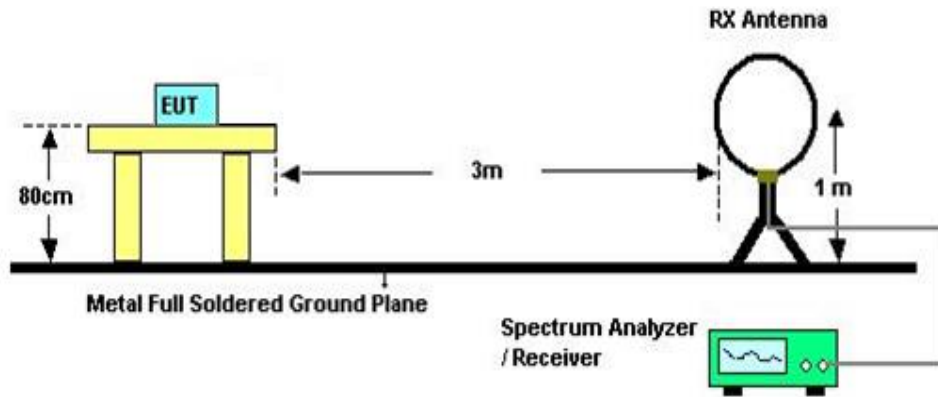 RX Antenna
EUT
3m
80cm
1 m
Metal Full Soldered Ground Plane
Spectrum Analyzer
/ Receiver